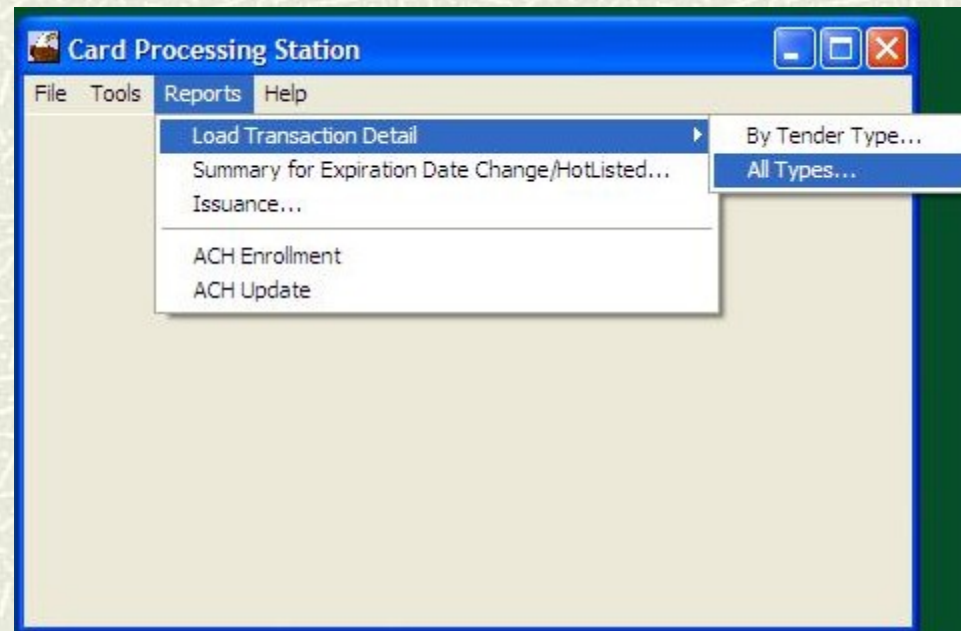 Card Processing Station
File Tools Reports Help
Load Transaction Detail
By Tender Type...
All Types...
Summary for Expiration Date Change/HotListed...
Issuance...
ACH Enrollment
ACH Update